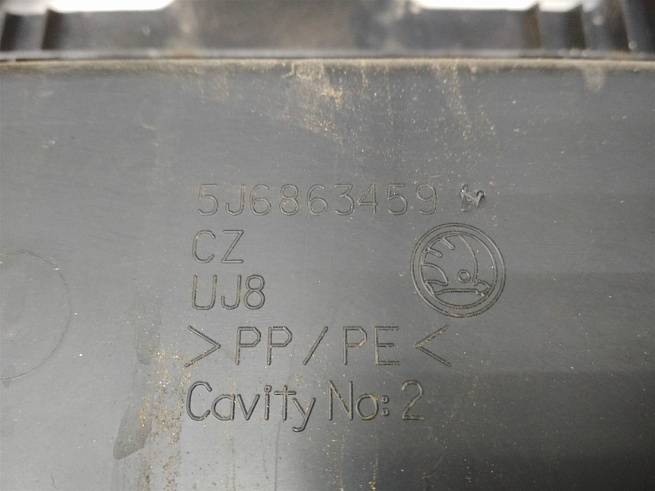 5J6863459
CZ
UJ8
>PP/PE<
Cavity No: 2